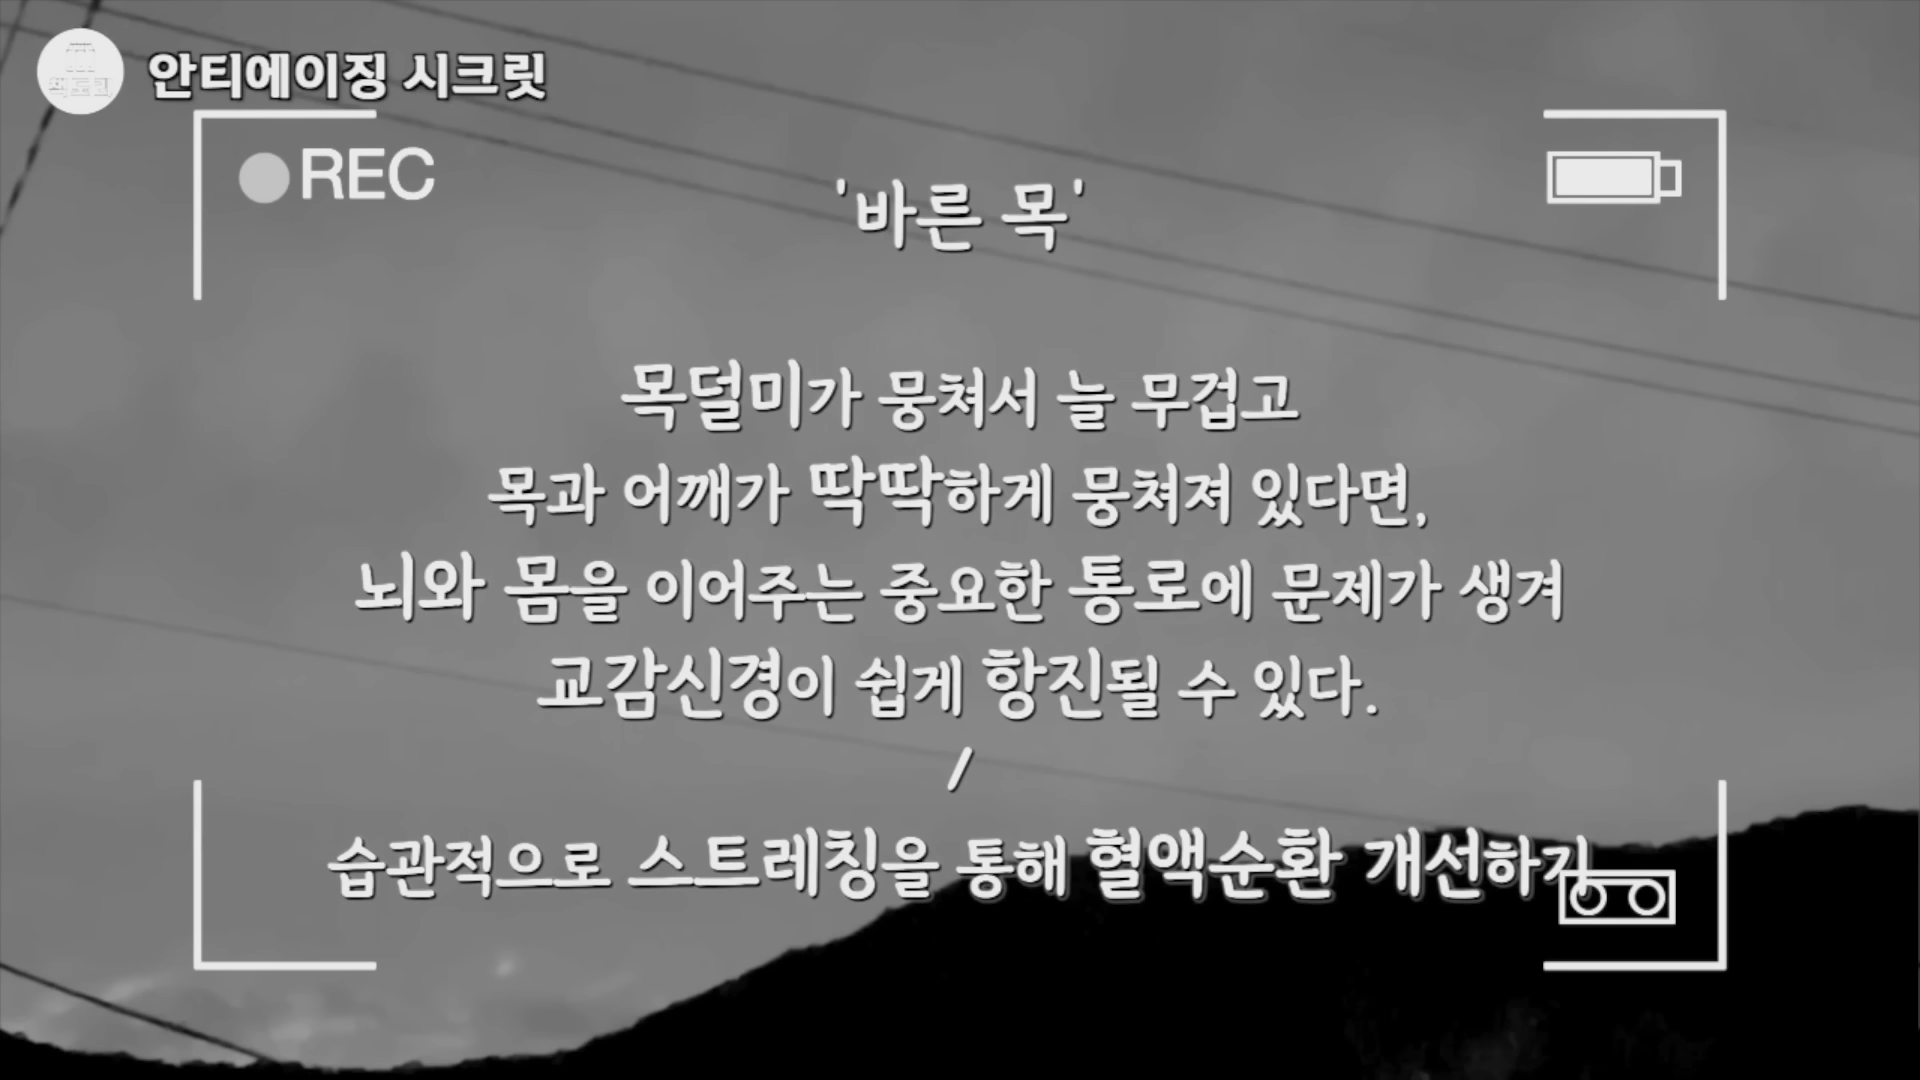 안티에이징 시크릿
REC
'바른 목'
목덜미가 뭉쳐서 늘 무겁고
목과 어깨가 딱딱하게 뭉쳐져 있다면,
뇌와 몸을 이어주는 중요한 통로에 문제가 생겨
교감신경이 쉽게 항진될 수 있다.
/
습관적으로 스트레칭을 통해 혈액순환 개선하기